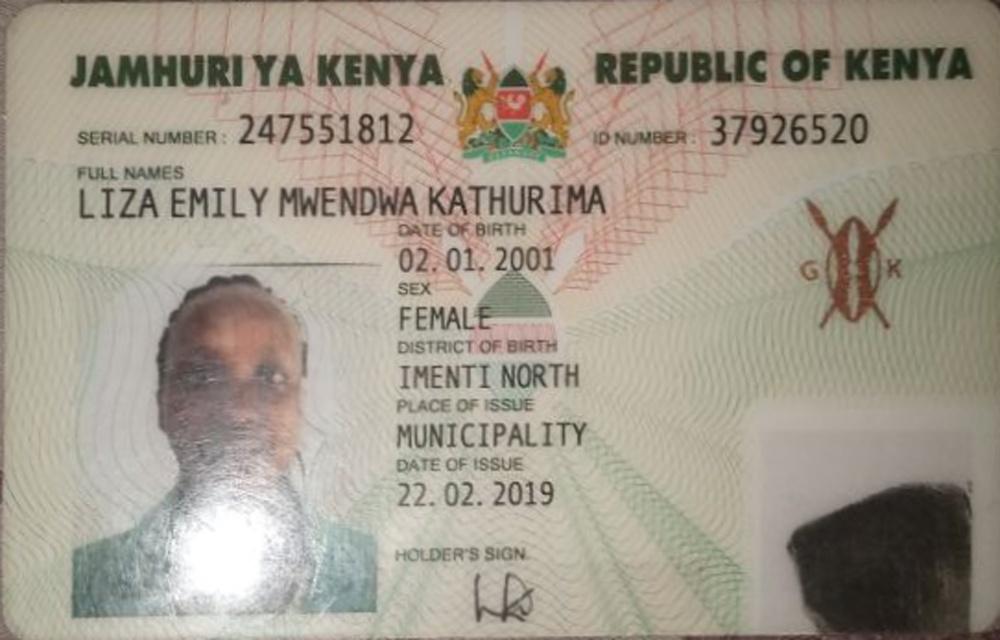 JAMHURI YA KENYA REPUBLIC OF KENYA
SERIAL NUMBER : 247551812 ID NUMBER : 37926520
FULL NAMES
LIZA EMILY MWENDWA KATHURIMA
DATE OF BIRTH
02. 01. 2001
SEX
FEMALE
DISTRICT OF BIRTH
IMENTI NORTH
PLACE OF ISSUE
MUNICIPALITY
DATE OF ISSUE
22. 02. 2019
HOLDER'S SIGN.
G K